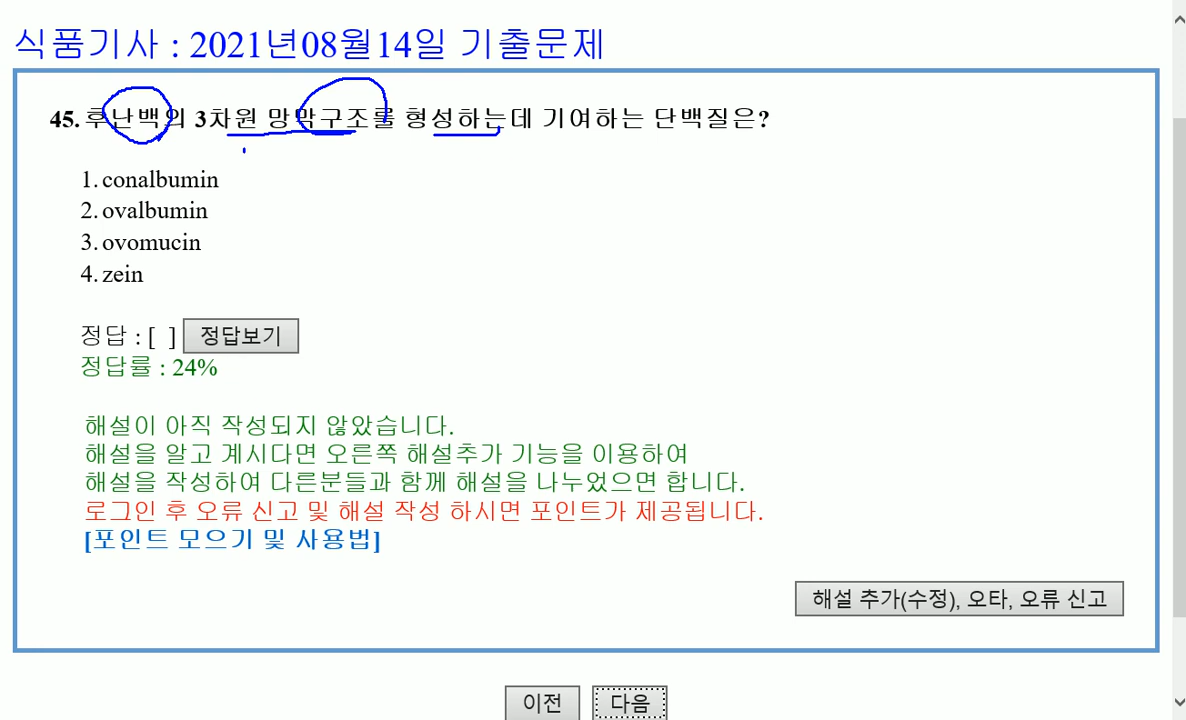 식품기사 : 2021년08월14일 기출문제
45. 후난백의 3차원 망막구조를 형성하는데 기여하는 단백질은?
1. conalbumin
2. ovalbumin
3. ovomucin
4. zein
정답 : [ ] 정답보기
정답률 : 24%
해설이 아직 작성되지 않았습니다.
해설을 알고 계시다면 오른쪽 해설추가 기능을 이용하여
해설을 작성하여 다른분들과 함께 해설을 나누었으면 합니다.
로그인 후 오류 신고 및 해설 작성 하시면 포인트가 제공됩니다.
[포인트 모으기 및 사용법]
해설 추가(수정), 오타, 오류 신고
이전 다음